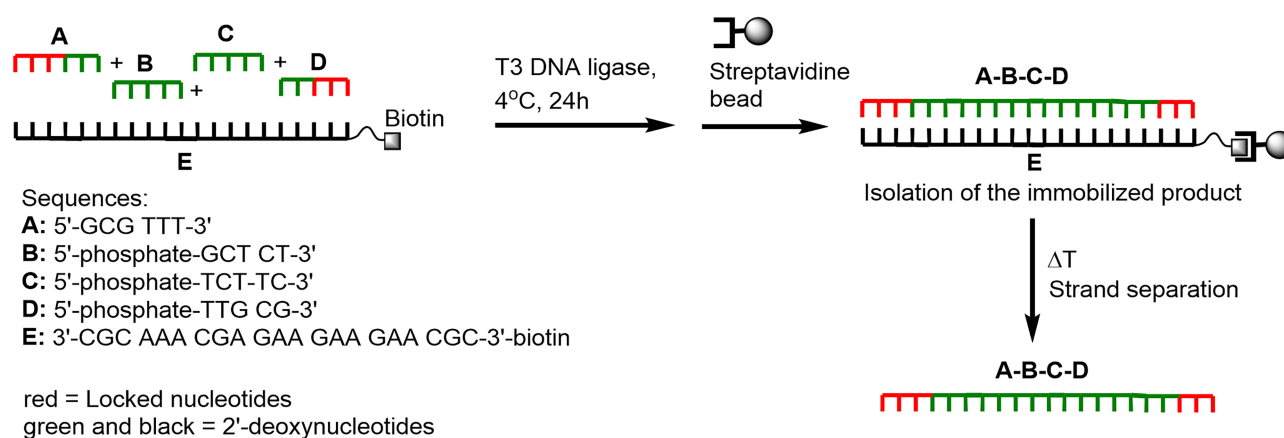 A
+
B
+
C
+
D
Biotin
E
T3 DNA ligase,
4oC, 24h
Streptavidine
bead
A-B-C-D
E
Isolation of the immobilized product
ΔT
Strand separation
A-B-C-D
Sequences:
A: 5'-GCG TTT-3'
B: 5'-phosphate-GCT CT-3'
C: 5'-phosphate-TCT-TC-3'
D: 5'-phosphate-TTG CG-3'
E: 3'-CGC AAA CGA GAA GAA GAA CGC-3'-biotin
red = Locked nucleotides
green and black = 2'-deoxynucleotides